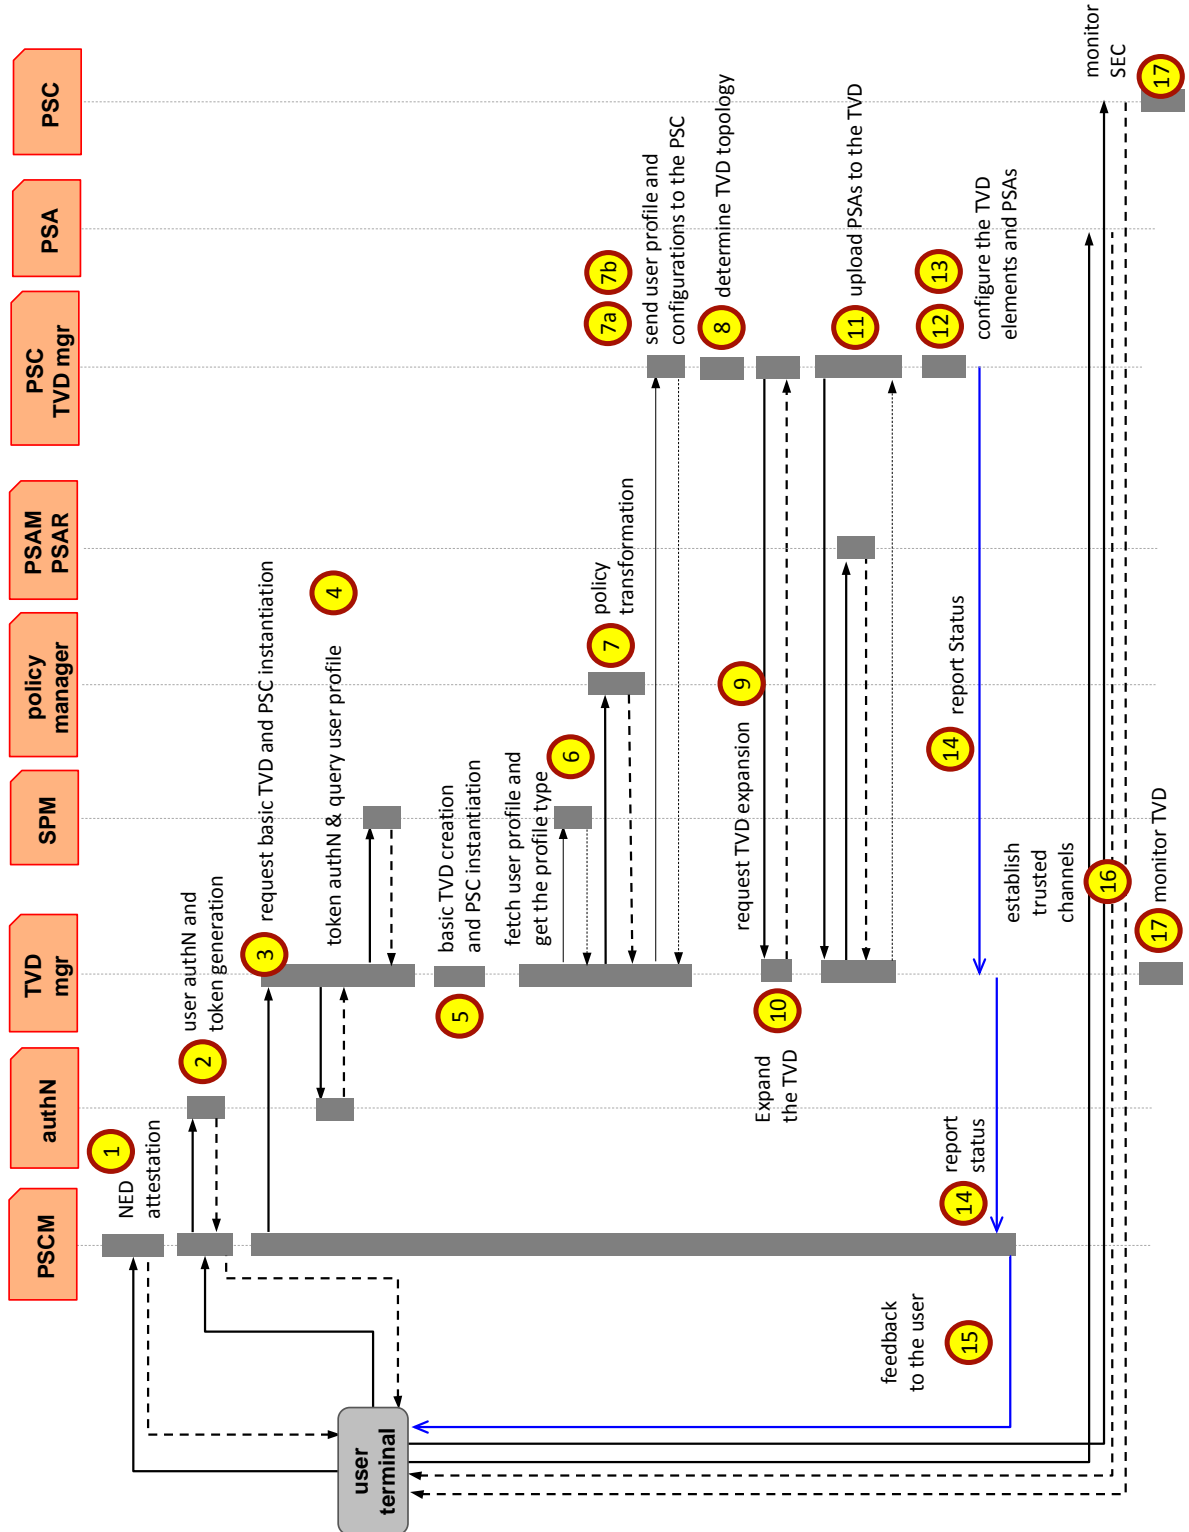 PSCM
authN
TVD
mgr
SPM
policy
manager
PSAM
PSAR
PSC
TVD mgr
PSA
PSC
user
terminal
1
NED
attestation
2
user authN and
token generation
3
request basic TVD and PSC instantiation
4
token authN & query user profile
5
basic TVD creation
and PSC instantiation
6
fetch user profile and
get the profile type
7
policy
transformation
7a
7b
send user profile and
configurations to the PSC
8
determine TVD topology
9
request TVD expansion
10
Expand
the TVD
11
upload PSAs to the TVD
12
13
configure the TVD
elements and PSAs
14
report Status
14
report
status
15
feedback
to the user
16
establish
trusted
channels
17
monitor TVD
17
monitor
SEC